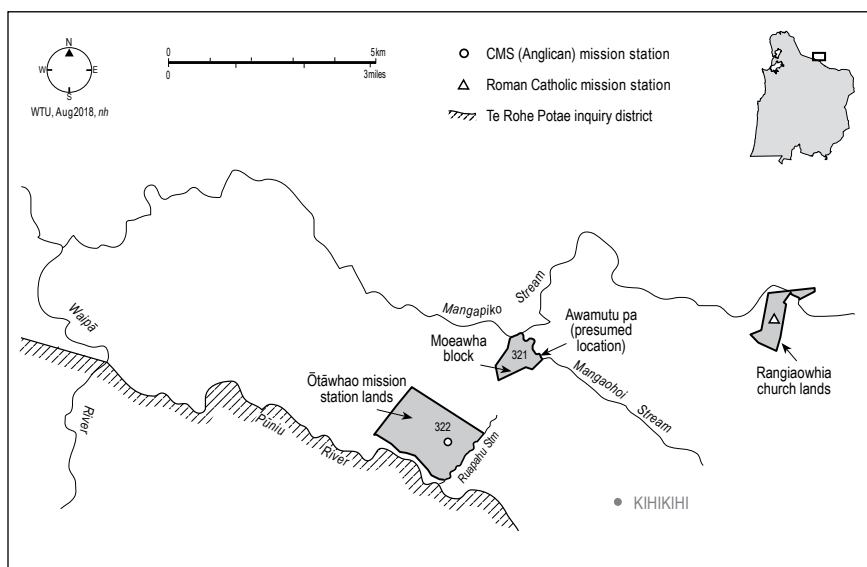 N
W
E
S
WTU, Aug2018, nh
0
5km
0
3miles
CMS (Anglican) mission station
Roman Catholic mission station
Te Rohe Potae inquiry district
Waipā
River
Mangapiko
Stream
Moeawha
block
321
Awamutu pa
(presumed
location)
Mangaohoi
Stream
Rangiaowhia
church lands
Ōtāwhao mission
station lands
322
Ruapahu Stm
Pūniu
River
KIHIKIHI